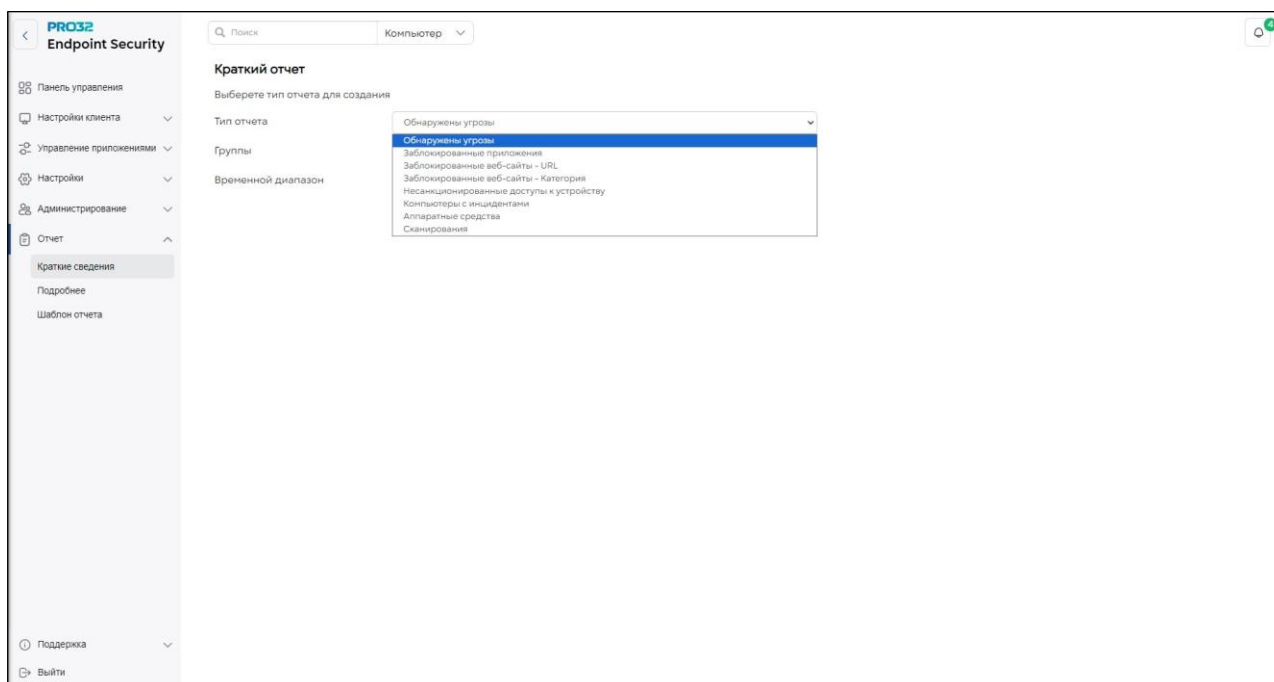 PRO32
Endpoint Security
Поиск
Компьютер
4
Краткий отчет
Выберете тип отчета для создания
Тип отчета
Обнаружены угрозы
Обнаружены угрозы
Заблокированные приложения
Заблокированные веб-сайты - URL
Заблокированные веб-сайты - Категория
Несанкционированные доступы к устройству
Компьютеры с инцидентами
Аппаратные средства
Сканирования
Группы
Временной диапазон
Панель управления
Настройки клиента
Управление приложениями
Настройки
Администрирование
Отчет
Краткие сведения
Подробнее
Шаблон отчета
Поддержка
Выйти